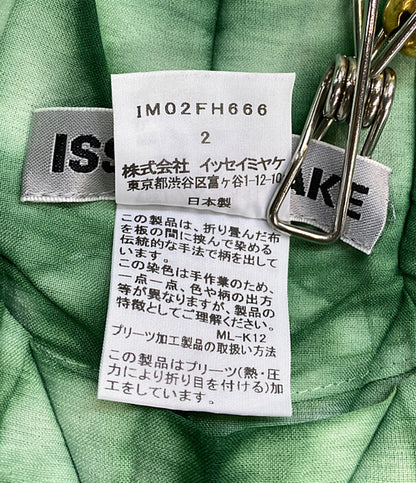 ISS
AKE
IM02FH666
2
株式会社 イッセイミヤケ
東京都渋谷区富ヶ谷1-12-10
日本製
この製品は、折り畳んだ布
を板の間に挟んで染める
伝統的な手法で柄を出して
います。
この染色は手作業のため、
一点一点、色や柄の出方
等が異なりますが、製品の
特徴としてご理解ください。
ML-K12
プリーツ加工製品の取扱い方法
この製品はプリーツ(熱・圧
力により折り目を付ける)加
工をしています。